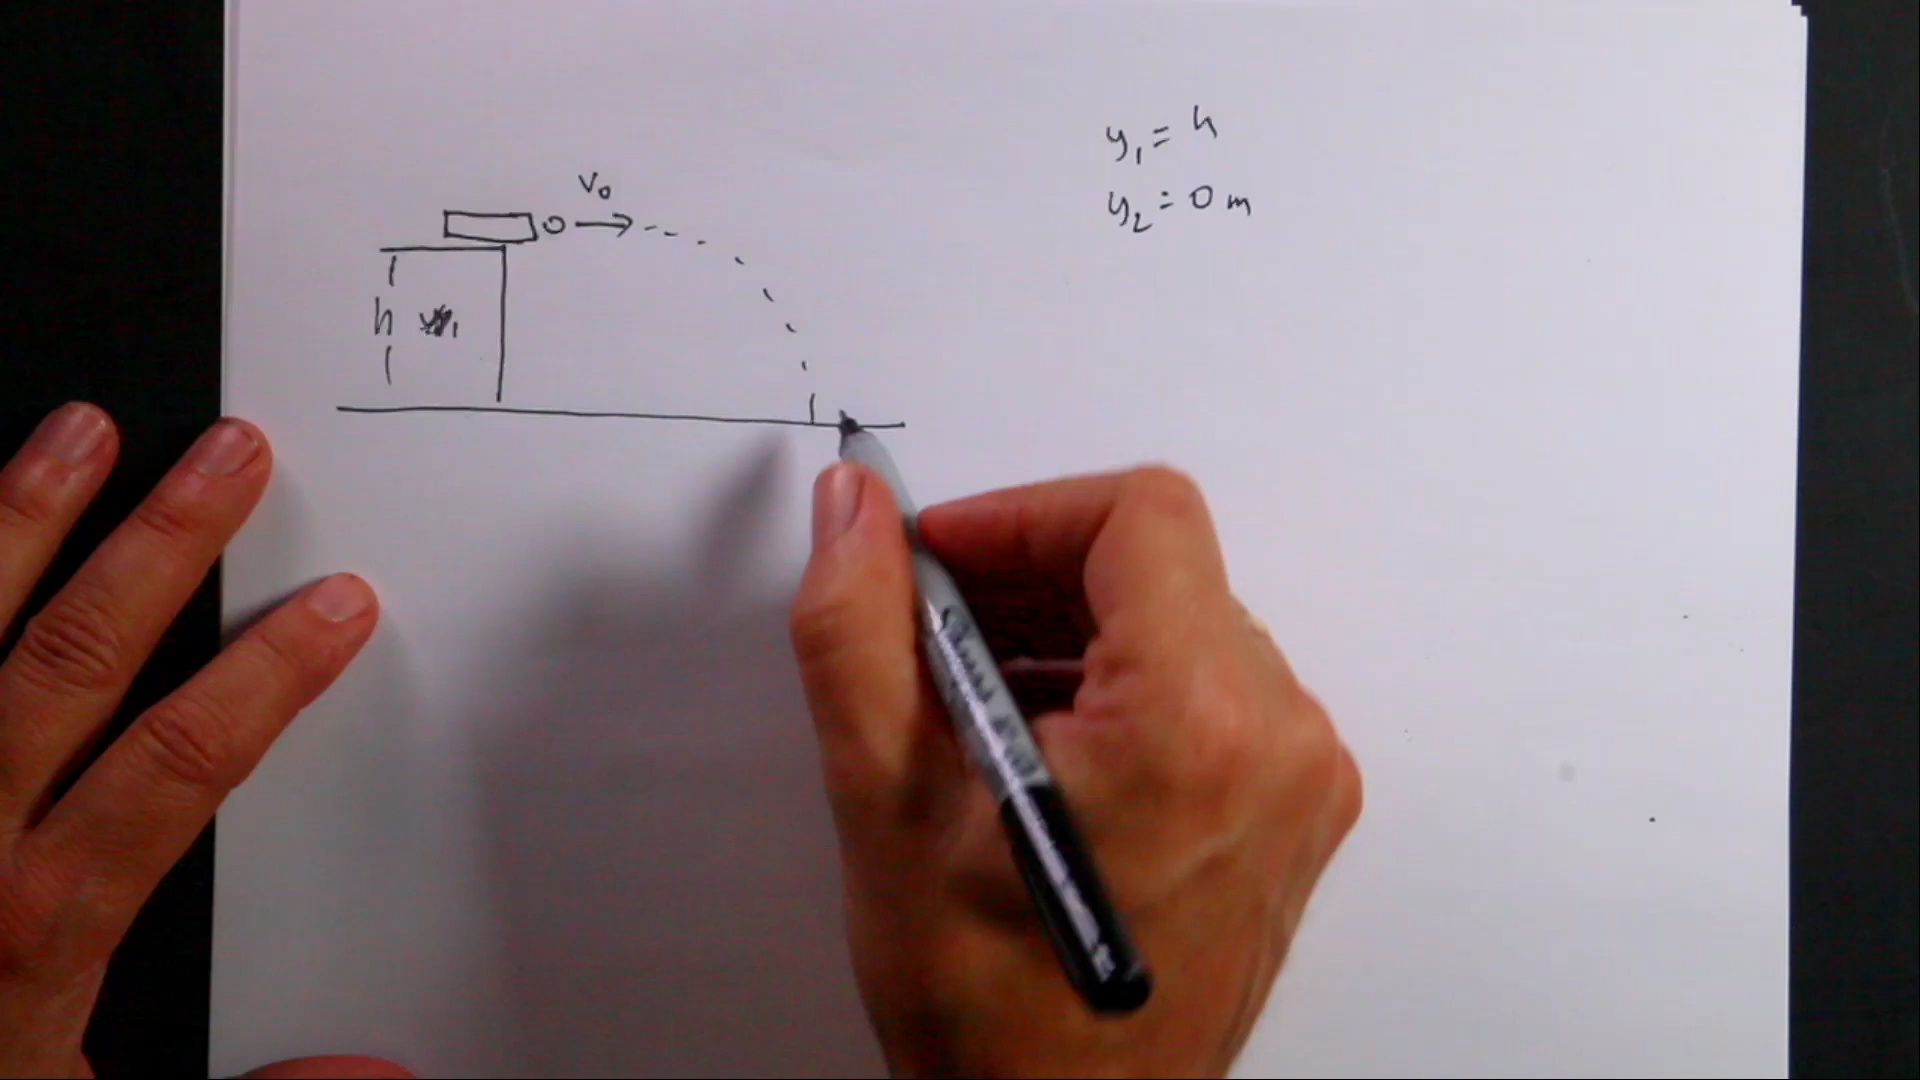 y₁ = h
y₂ = 0 m
v₀
h